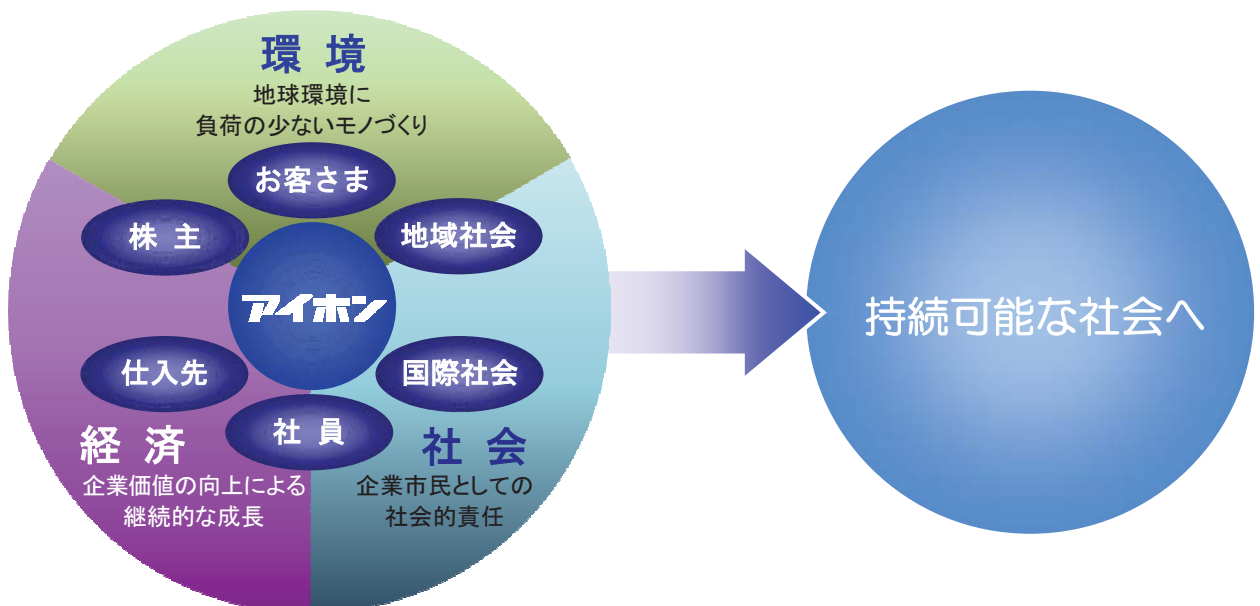 環 境
地球環境に
負荷の少ないモノづくり
お客さま
株 主
地域社会
アイホン
仕入先
国際社会
社 員
経 済
企業価値の向上による
継続的な成長
社 会
企業市民としての
社会的責任
持続可能な社会へ